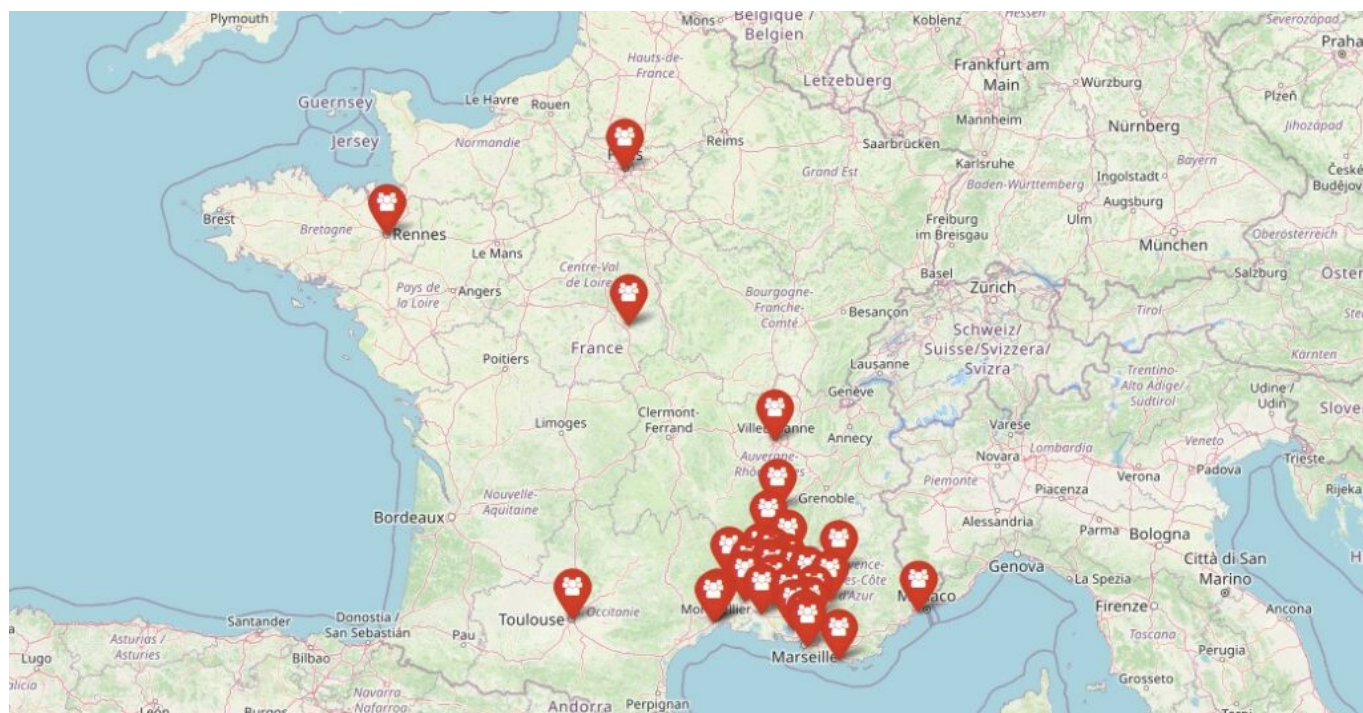 Plymouth
Mons
Belgique /
Belgien
Koblenz
Hessen
Severozápad
Praha
Hauts-de-
France
Frankfurt am
Main
Guernsey
Le Havre
Rouen
Lëtzebuerg
Würzburg
Plzeň
Jersey
Normandie
Reims
Saarbrücken
Mannheim
Nürnberg
Jihozápad
Karlsruhe
Grand Est
Baden-Württemberg
Ingolstadt
Bayern
České
Budějov
Brest
Bretagne
Rennes
Le Mans
Freiburg
im Breisgau
Ulm
Augsburg
München
Oberösterreich
Centre-Val
de Loire
Basel
Zürich
Salzburg
Öster
Pays de
la Loire
Angers
Bourgogne-
Franche-
Comté
Besançon
Tirol
Poitiers
France
Schweiz/
Suisse/Svizzera/
Svizra
Lausanne
Kärnten
Genève
Trentino-
Alto Adige/
Südtirol
Udine /
Udin
Limoges
Clermont-
Ferrand
Annecy
Varese
Lombardia
Veneto
Trieste
Novara
Verona
Padova
Piemonte
Piacenza
Rijeka
Nouvelle-
Aquitaine
Grenoble
Bordeaux
Alessandria
Parma
Bologna
Genova
Città di San
Marino
La Spezia
Toulouse
Occitanie
d'Azur
Firenze
Ancona
Santander
Donostia /
San Sebastián
Pau
Marseille
Toscana
Perugia
Lugo
Asturias /
Asturies
Bilbao
Grosseto
Navarra
Nafarroa
Andorra
Perpignan
León
Burgos